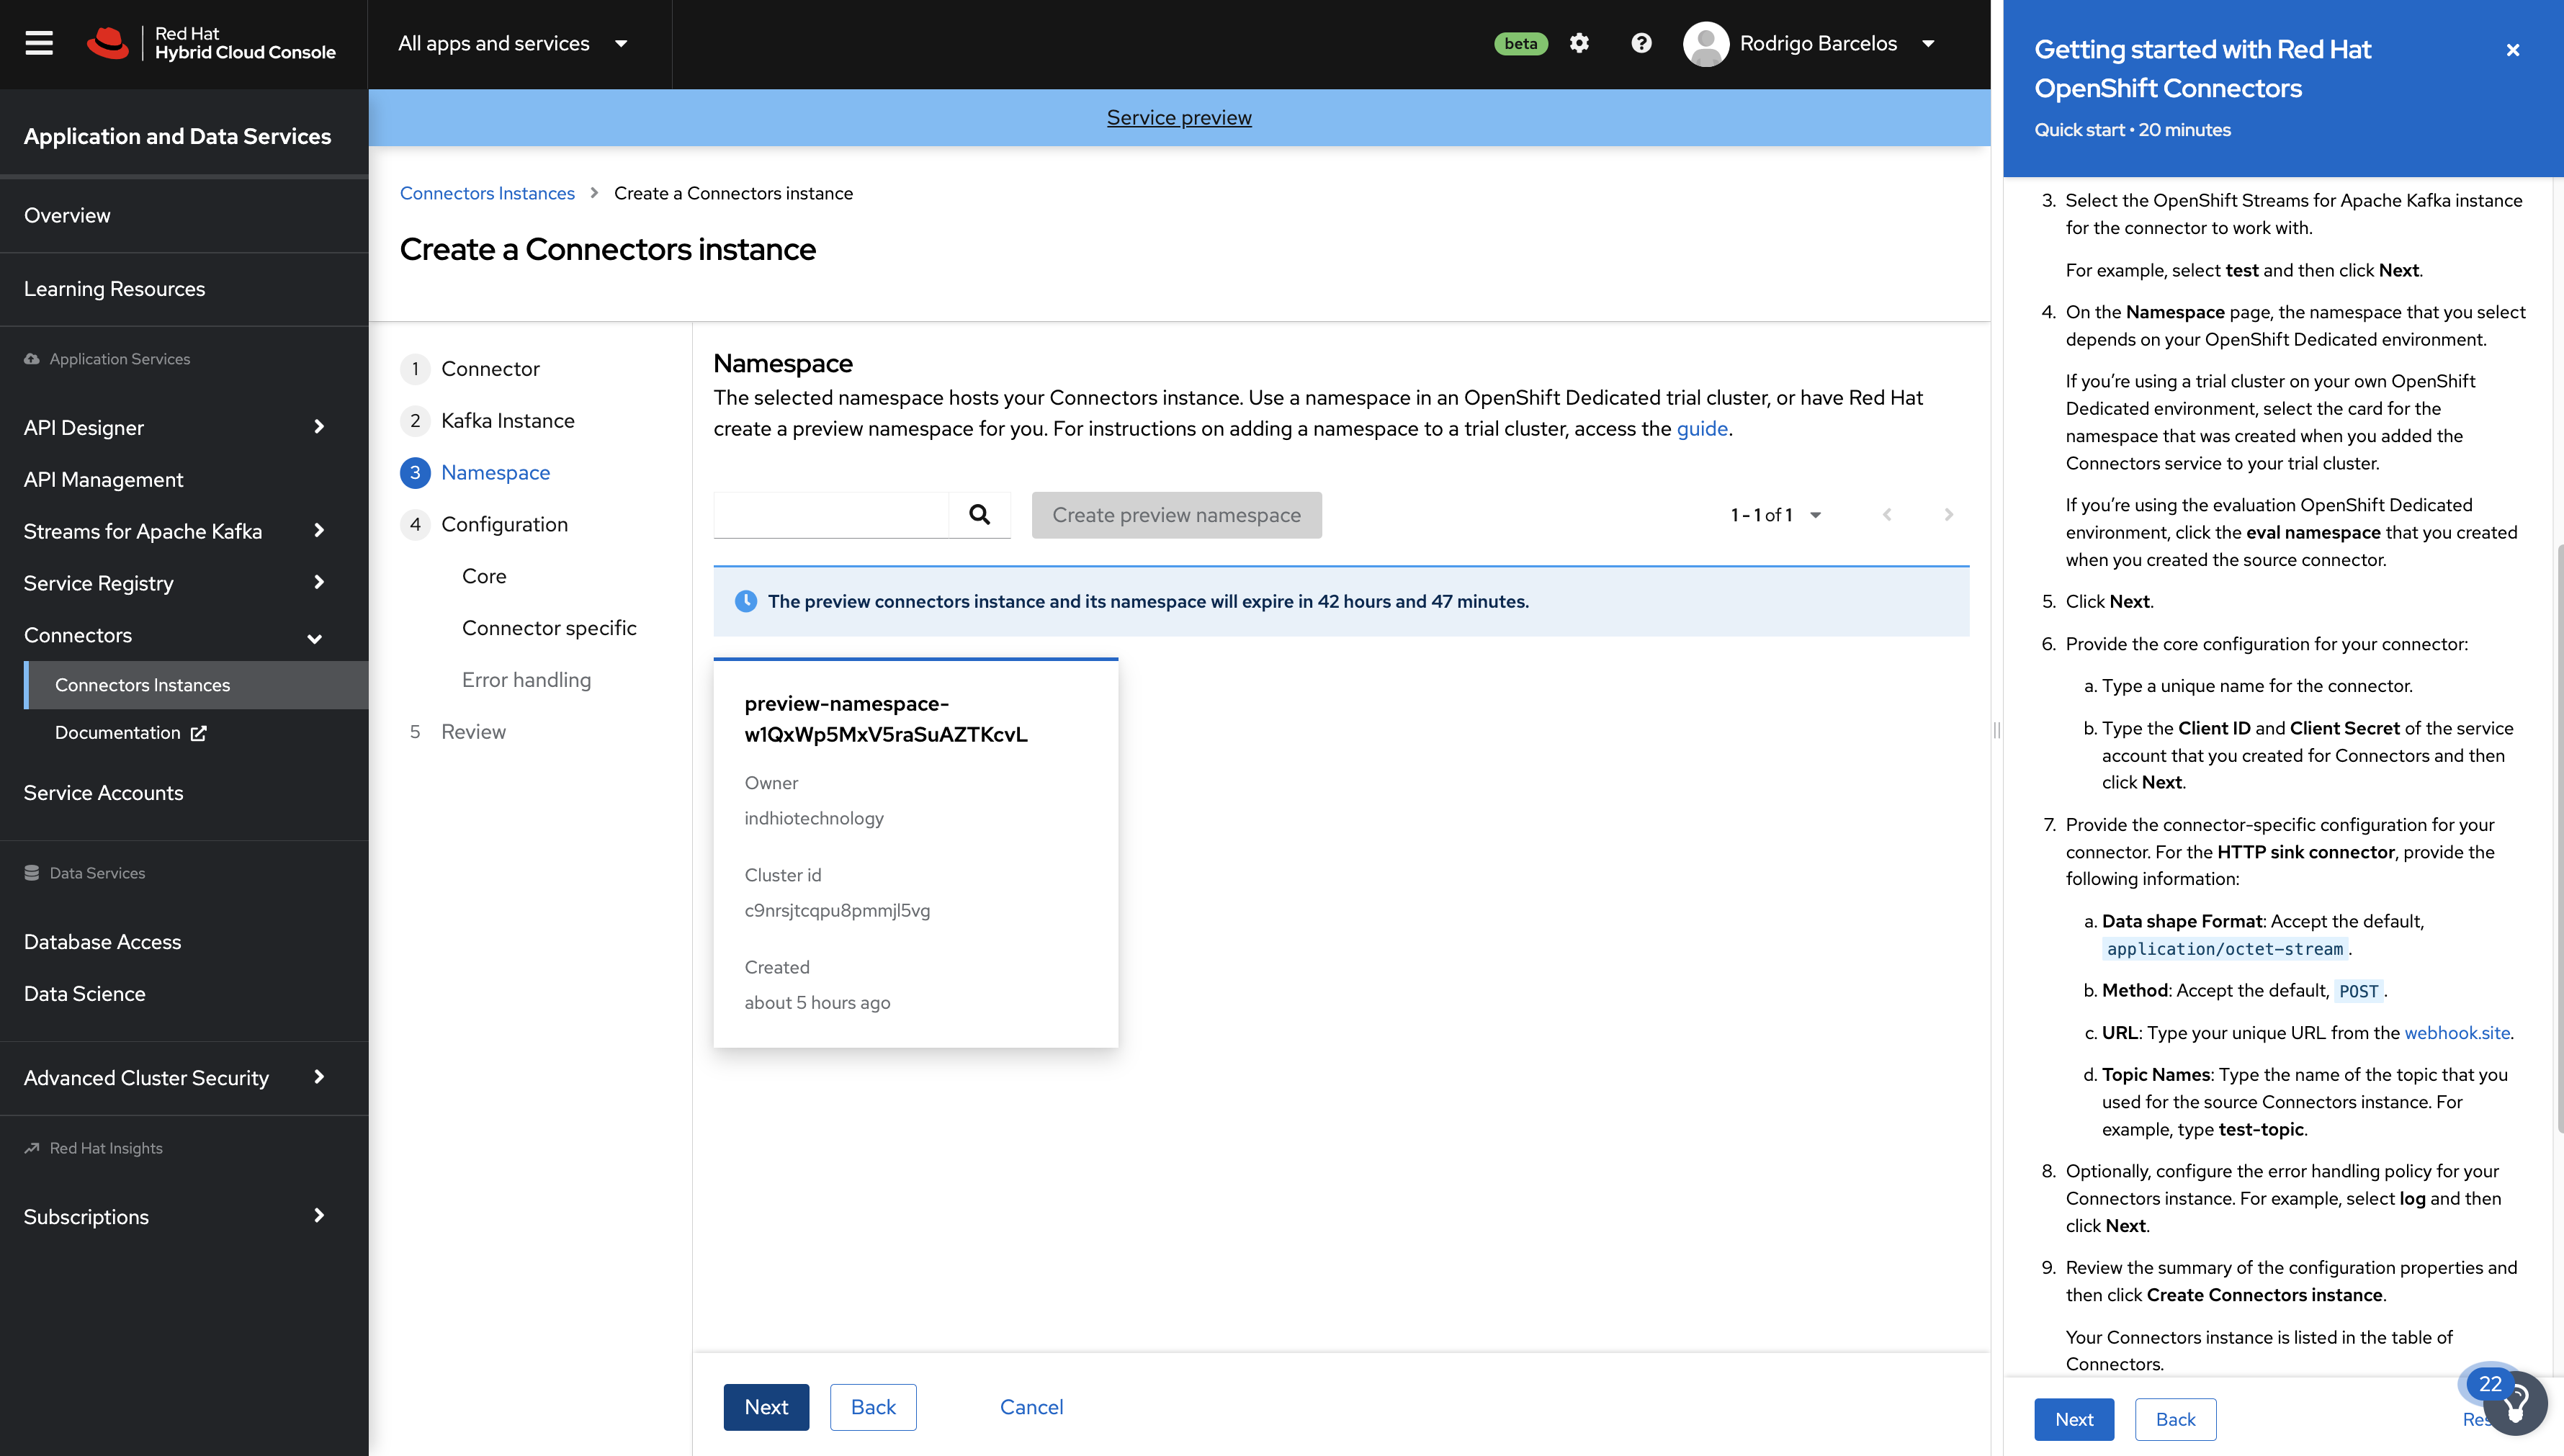 Red Hat
Hybrid Cloud Console
All apps and services
beta
Rodrigo Barcelos
Application and Data Services
Overview
Learning Resources
Application Services
API Designer
API Management
Streams for Apache Kafka
Service Registry
Connectors
Connectors Instances
Documentation
Service Accounts
Data Services
Database Access
Data Science
Advanced Cluster Security
Red Hat Insights
Subscriptions
Service preview
Connectors Instances > Create a Connectors instance
Create a Connectors instance
1 Connector
2 Kafka Instance
3 Namespace
4 Configuration
Core
Connector specific
Error handling
5 Review
Namespace
The selected namespace hosts your Connectors instance. Use a namespace in an OpenShift Dedicated trial cluster, or have Red Hat
create a preview namespace for you. For instructions on adding a namespace to a trial cluster, access the guide.
Create preview namespace
1 - 1 of 1
The preview connectors instance and its namespace will expire in 42 hours and 47 minutes.
preview-namespace-
w1QxWp5MxV5raSuAZTKcvL
Owner
indhiotechnology
Cluster id
c9nrsjtcqpu8pmmjl5vg
Created
about 5 hours ago
Next
Back
Cancel
Getting started with Red Hat
OpenShift Connectors
Quick start • 20 minutes
3. Select the OpenShift Streams for Apache Kafka instance
for the connector to work with.
For example, select test and then click Next.
4. On the Namespace page, the namespace that you select
depends on your OpenShift Dedicated environment.
If you're using a trial cluster on your own OpenShift
Dedicated environment, select the card for the
namespace that was created when you added the
Connectors service to your trial cluster.
If you're using the evaluation OpenShift Dedicated
environment, click the eval namespace that you created
when you created the source connector.
5. Click Next.
6. Provide the core configuration for your connector:
a. Type a unique name for the connector.
b. Type the Client ID and Client Secret of the service
account that you created for Connectors and then
click Next.
7. Provide the connector-specific configuration for your
connector. For the HTTP sink connector, provide the
following information:
a. Data shape Format: Accept the default,
application/octet-stream.
b. Method: Accept the default, POST.
c. URL: Type your unique URL from the webhook.site.
d. Topic Names: Type the name of the topic that you
used for the source Connectors instance. For
example, type test-topic.
8. Optionally, configure the error handling policy for your
Connectors instance. For example, select log and then
click Next.
9. Review the summary of the configuration properties and
then click Create Connectors instance.
Your Connectors instance is listed in the table of
Connectors.
22
Next
Back